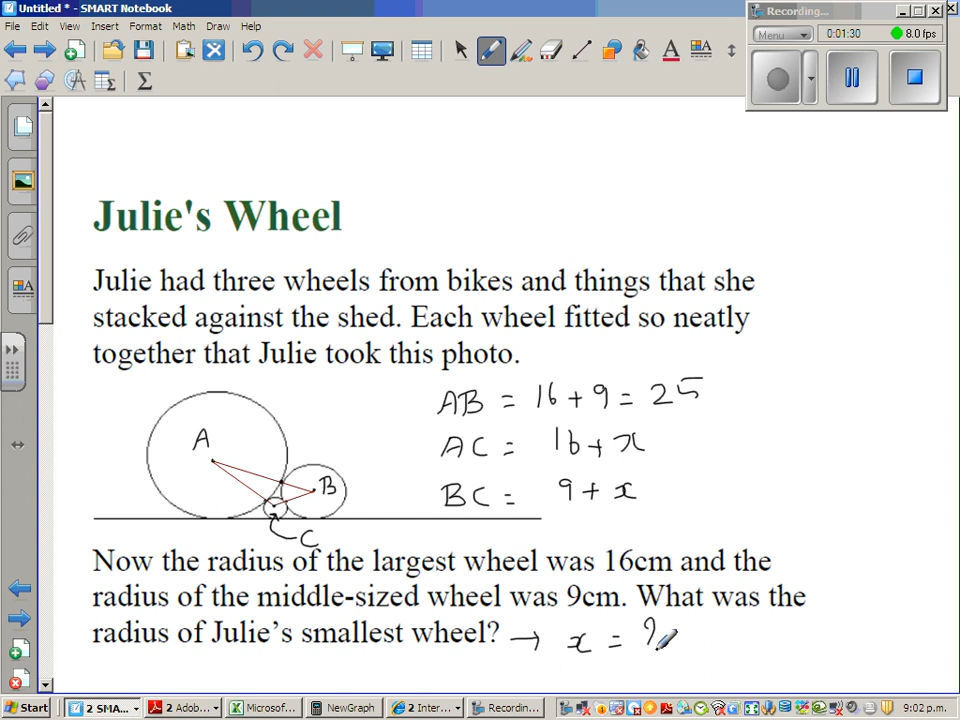 Untitled * - SMART Notebook
File Edit View Insert Format Math Draw Help
Recording...
Menu 0:01:30 8.0 fps
Julie's Wheel
Julie had three wheels from bikes and things that she
stacked against the shed. Each wheel fitted so neatly
together that Julie took this photo.
AB = 16 + 9 = 25
A
AC = 16 + x
B
BC = 9 + x
C
Now the radius of the largest wheel was 16cm and the
radius of the middle-sized wheel was 9cm. What was the
radius of Julie’s smallest wheel? → x = ?
Start 2 SMA... 2 Adob... Microsof... NewGraph 2 Inter... Recordin... 9:02 p.m.